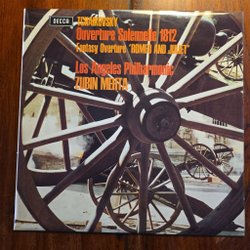 DECCA
TCHAIKOVSKY
Ouverture Solennelle 1812
Fantasy Overture "ROMEO AND JULIET"
Los Angeles Philharmonic
ZUBIN MEHTA